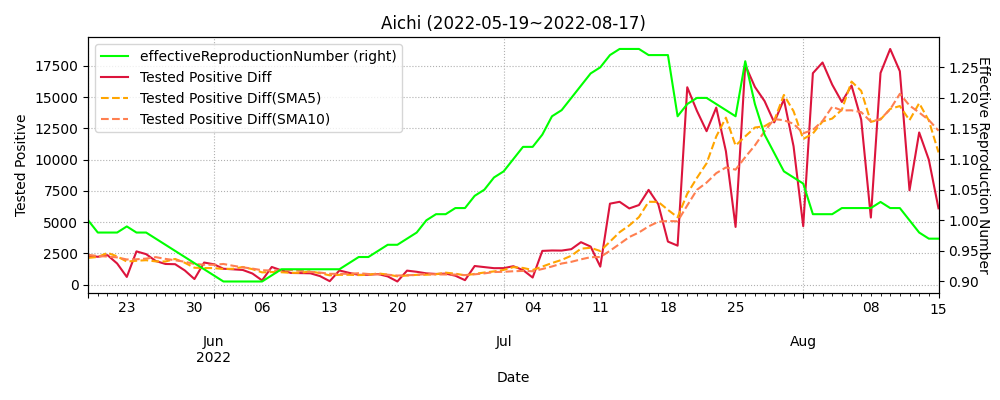 Aichi (2022-05-19~2022-08-17)
effectiveReproductionNumber (right)
Tested Positive Diff
Tested Positive Diff(SMA5)
Tested Positive Diff(SMA10)
Tested Positive
17500
15000
12500
10000
7500
5000
2500
0
1.25
1.20
1.15
1.10
1.05
1.00
0.95
0.90
Effective Reproduction Number
23 30 06 13 20 27 04 11 18 25 08 15
Jun Jul Aug
2022
Date